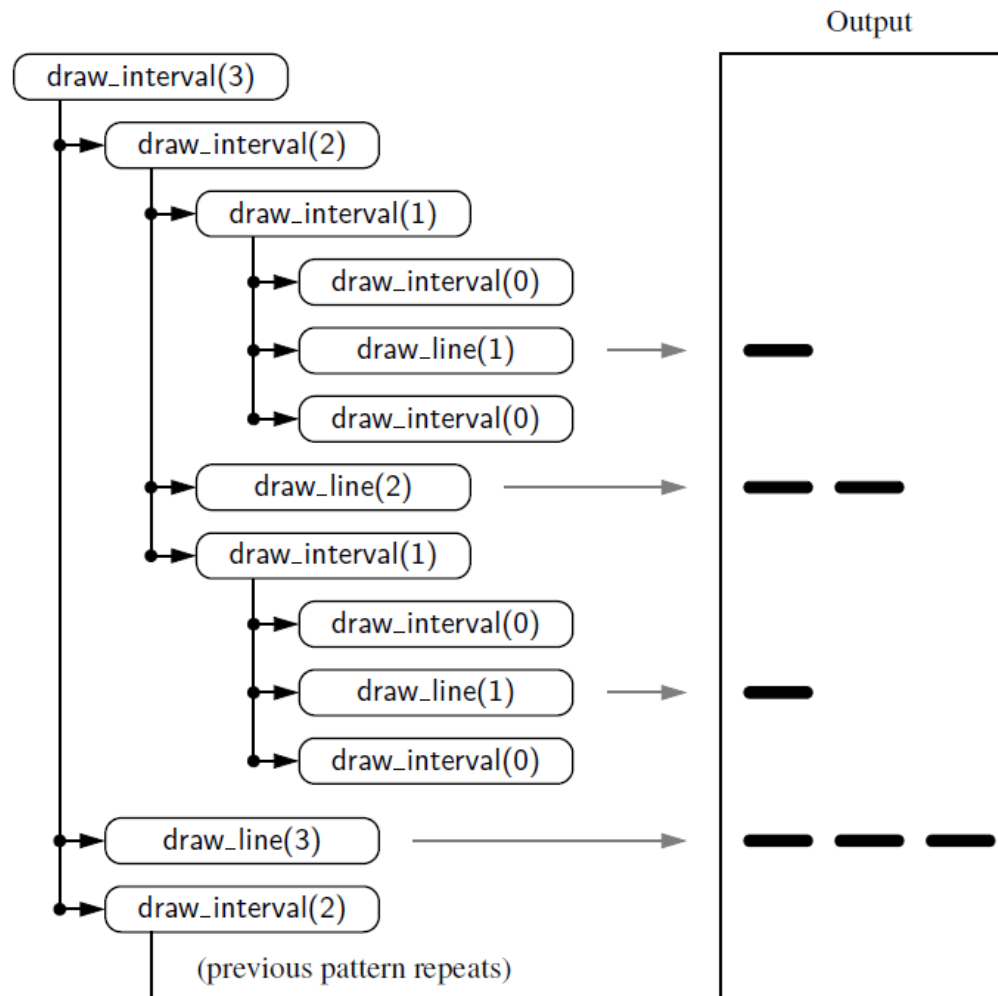 Output
draw_interval(3)
draw_interval(2)
draw_interval(1)
draw_interval(0)
draw_line(1)
draw_interval(0)
draw_line(2)
draw_interval(1)
draw_interval(0)
draw_line(1)
draw_interval(0)
draw_line(3)
draw_interval(2)
(previous pattern repeats)